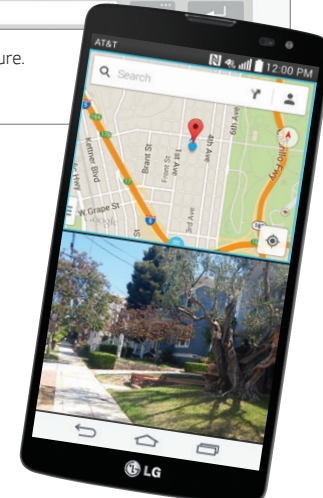 ure.
AT&T
12:00 PM
Search
Kettner Blvd
Brant St
Front St
1st Ave
4th Ave
6th Ave
3rd Ave
W Grape St
St
LG